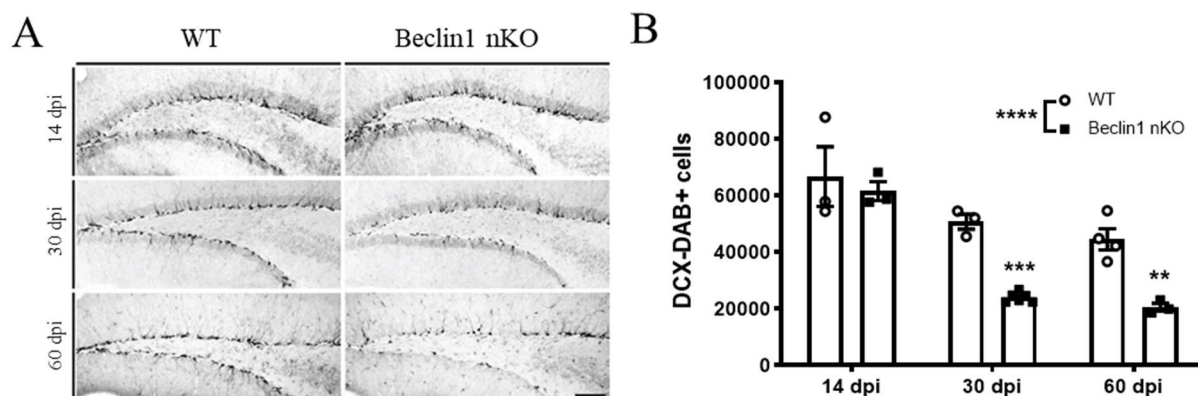 A
WT
Beclin1 nKO
14 dpi
30 dpi
60 dpi
B
DCX-DAB+ cells
100000
80000
60000
40000
20000
0
****
WT
Beclin1 nKO
***
**
14 dpi
30 dpi
60 dpi